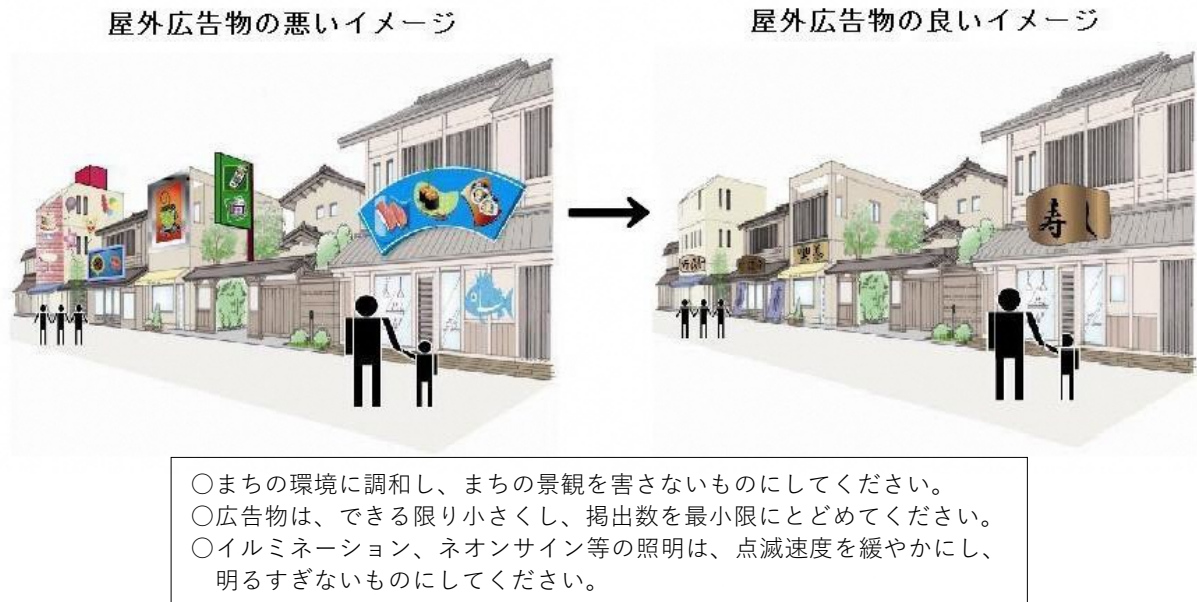 屋外広告物の悪いイメージ
屋外広告物の良いイメージ
寿し
○まちの環境に調和し、まちの景観を害さないものにしてください。
○広告物は、できる限り小さくし、掲出数を最小限にとどめてください。
○イルミネーション、ネオンサイン等の照明は、点滅速度を緩やかにし、
明るすぎないものにしてください。